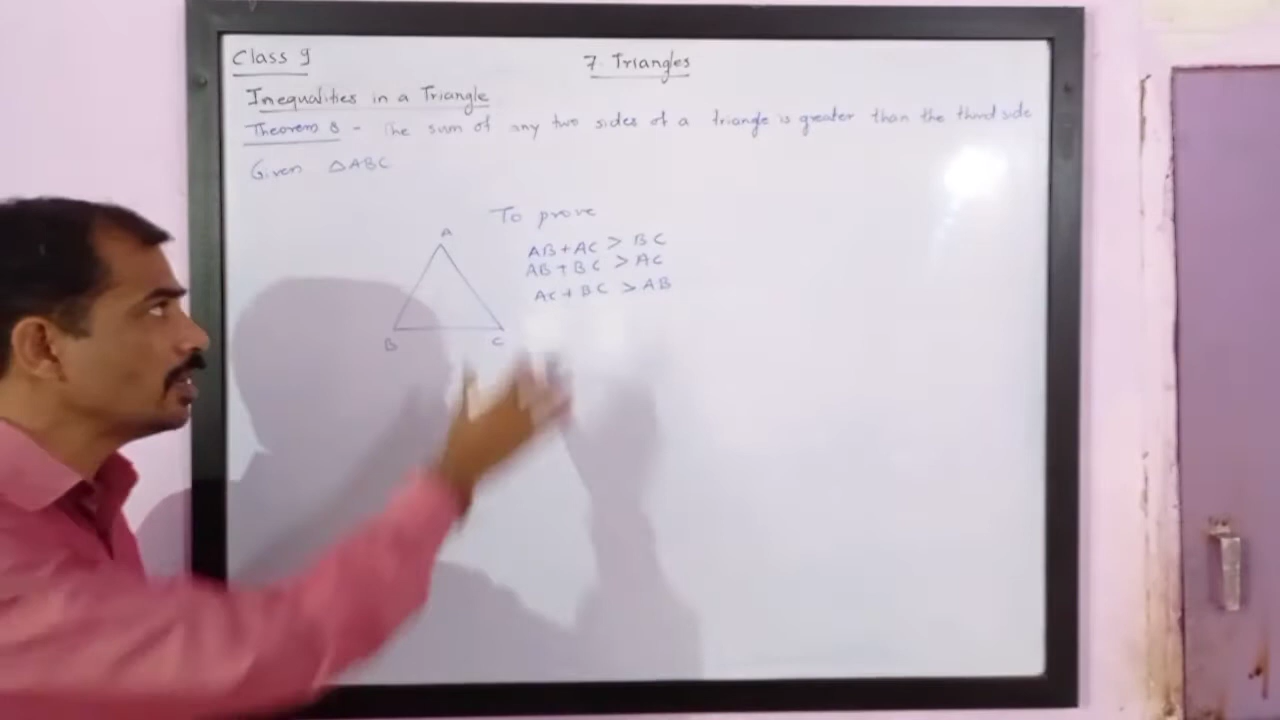 Class 9
7 Triangles
Inequalities in a Triangle
Theorem 8 - The sum of any two sides of a triangle is greater than the third side
Given △ABC
To prove
A
AB + AC > BC
AB + BC > AC
AC + BC > AB
B
C